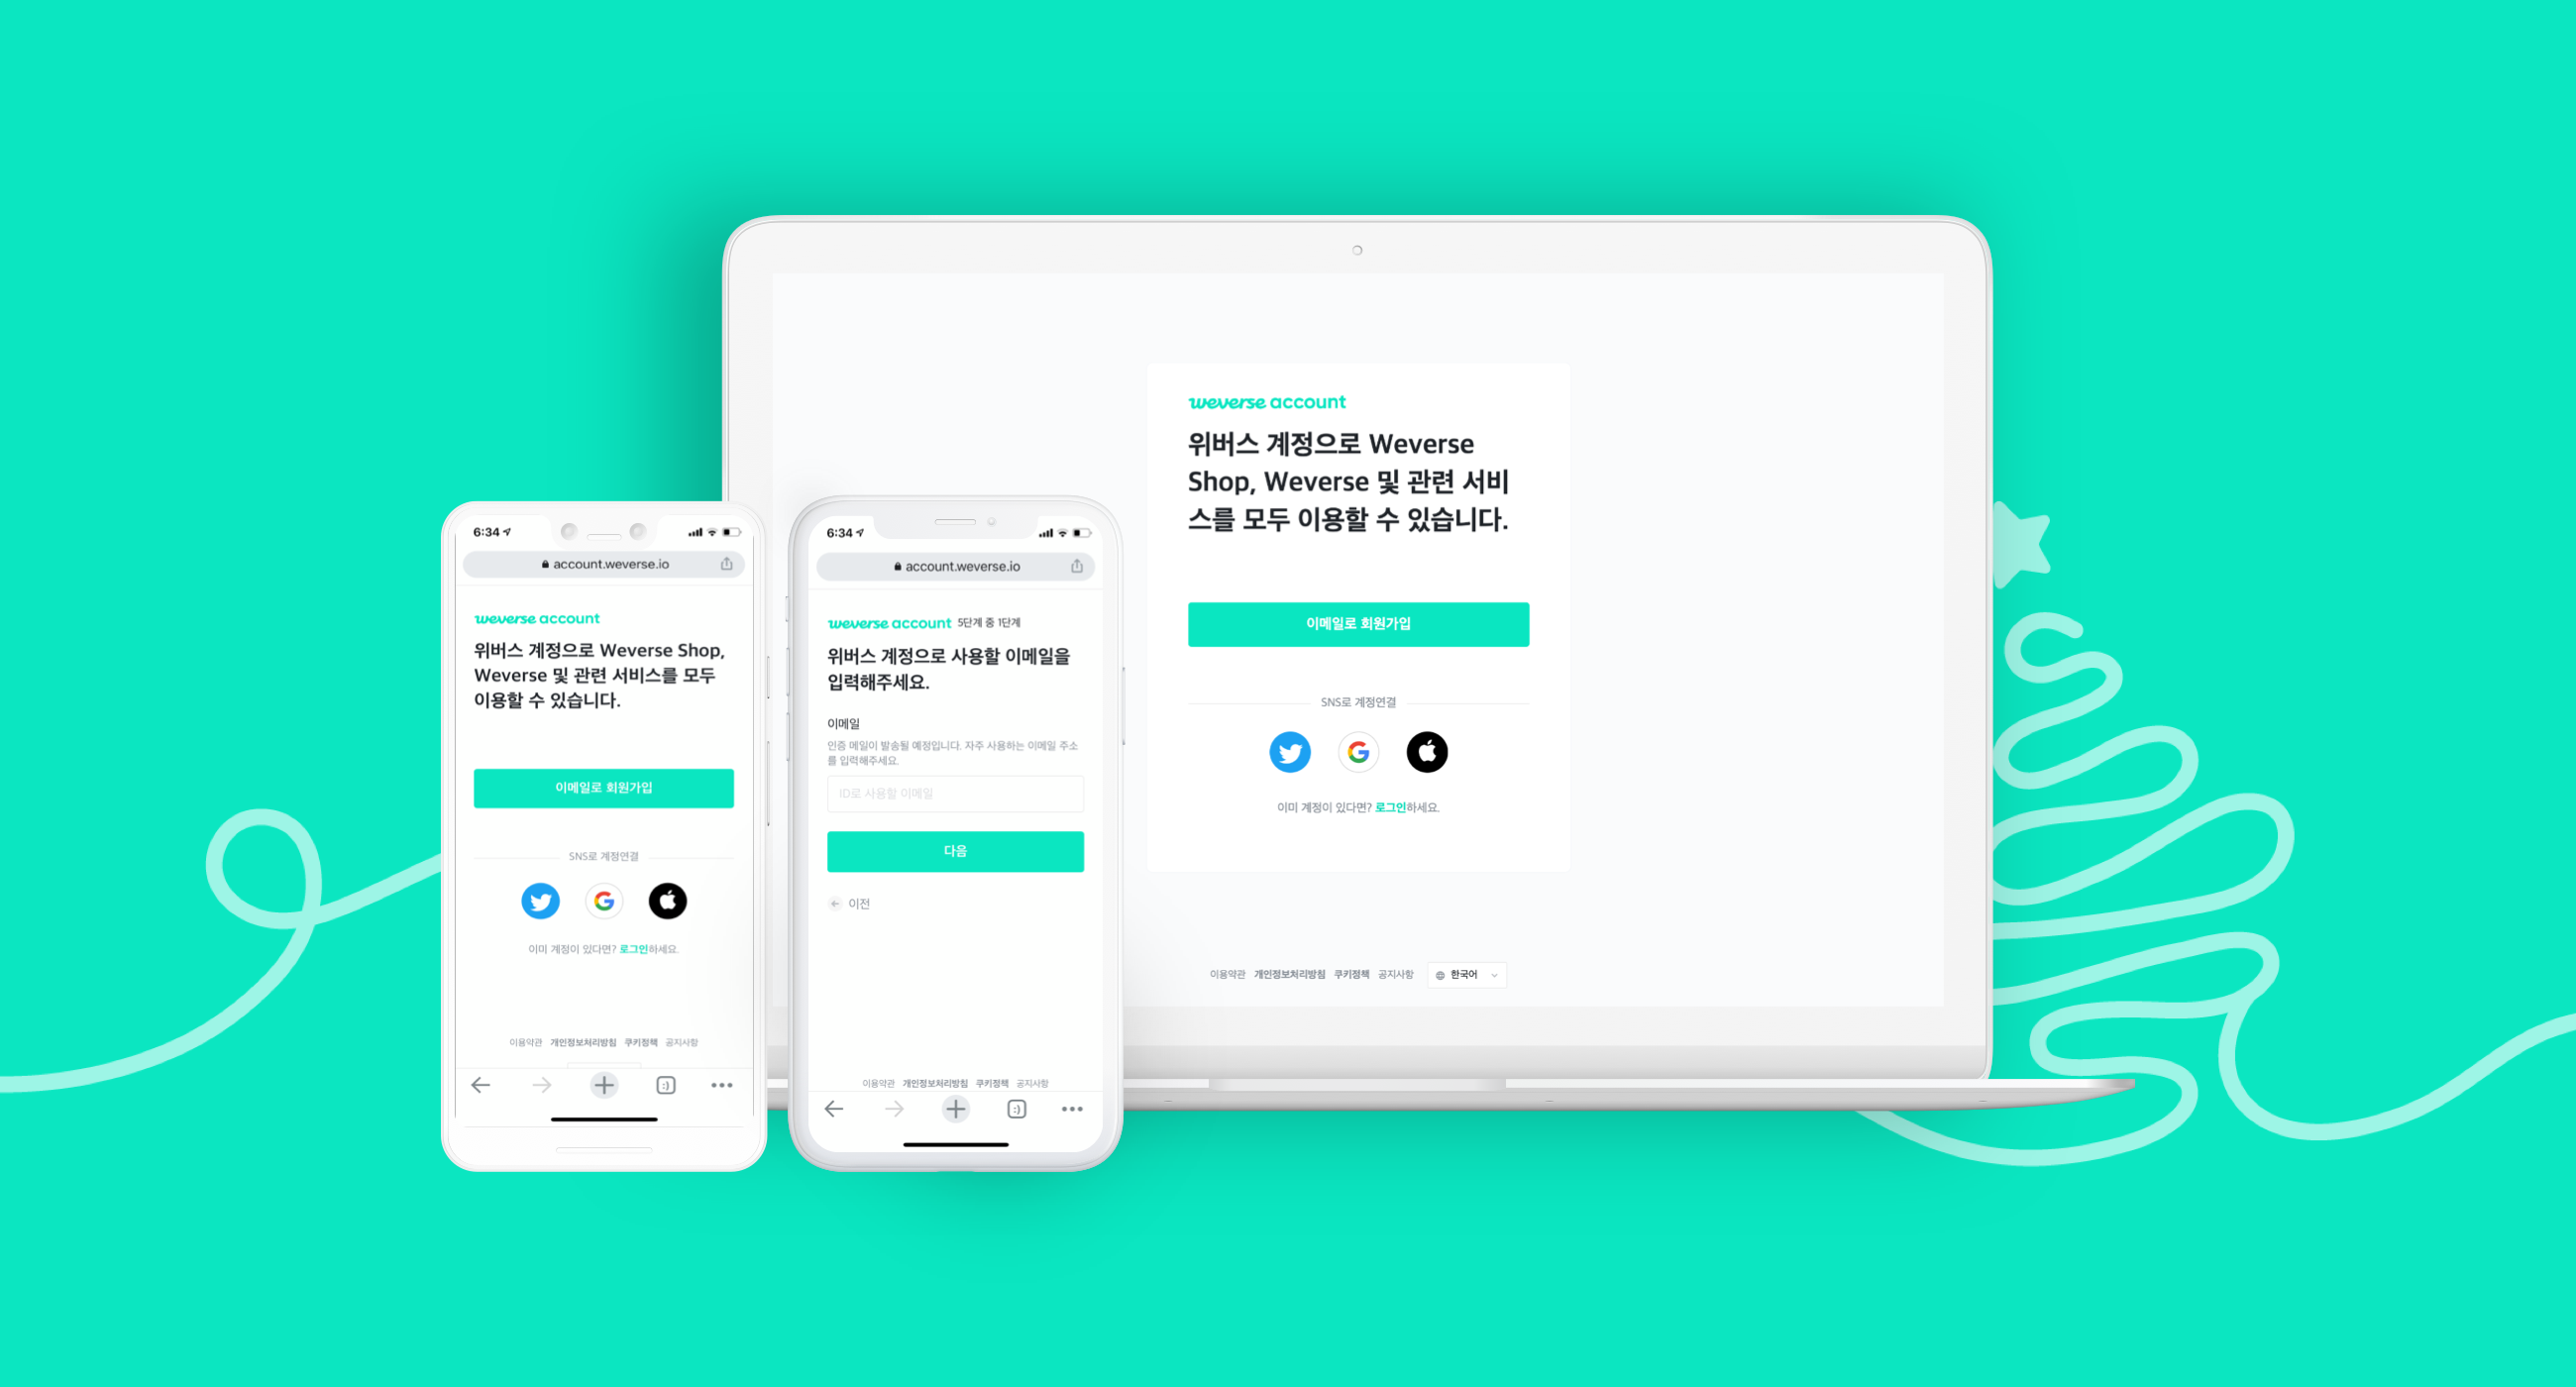 6:34
account.weverse.io
weverse account
위버스 계정으로 Weverse Shop,
Weverse 및 관련 서비스를 모두
이용할 수 있습니다.
이메일로 회원가입
SNS로 계정연결
이미 계정이 있다면? 로그인하세요.
이용약관 개인정보처리방침 쿠키정책 공지사항
6:34
account.weverse.io
weverse account 5단계 중 1단계
위버스 계정으로 사용할 이메일을
입력해주세요.
이메일
인증 메일이 발송될 예정입니다. 자주 사용하는 이메일 주소
를 입력해주세요.
ID로 사용할 이메일
다음
이전
이용약관 개인정보처리방침 쿠키정책 공지사항
weverse account
위버스 계정으로 Weverse
Shop, Weverse 및 관련 서비
스를 모두 이용할 수 있습니다.
이메일로 회원가입
SNS로 계정연결
이미 계정이 있다면? 로그인하세요.
이용약관 개인정보처리방침 쿠키정책 공지사항 한국어